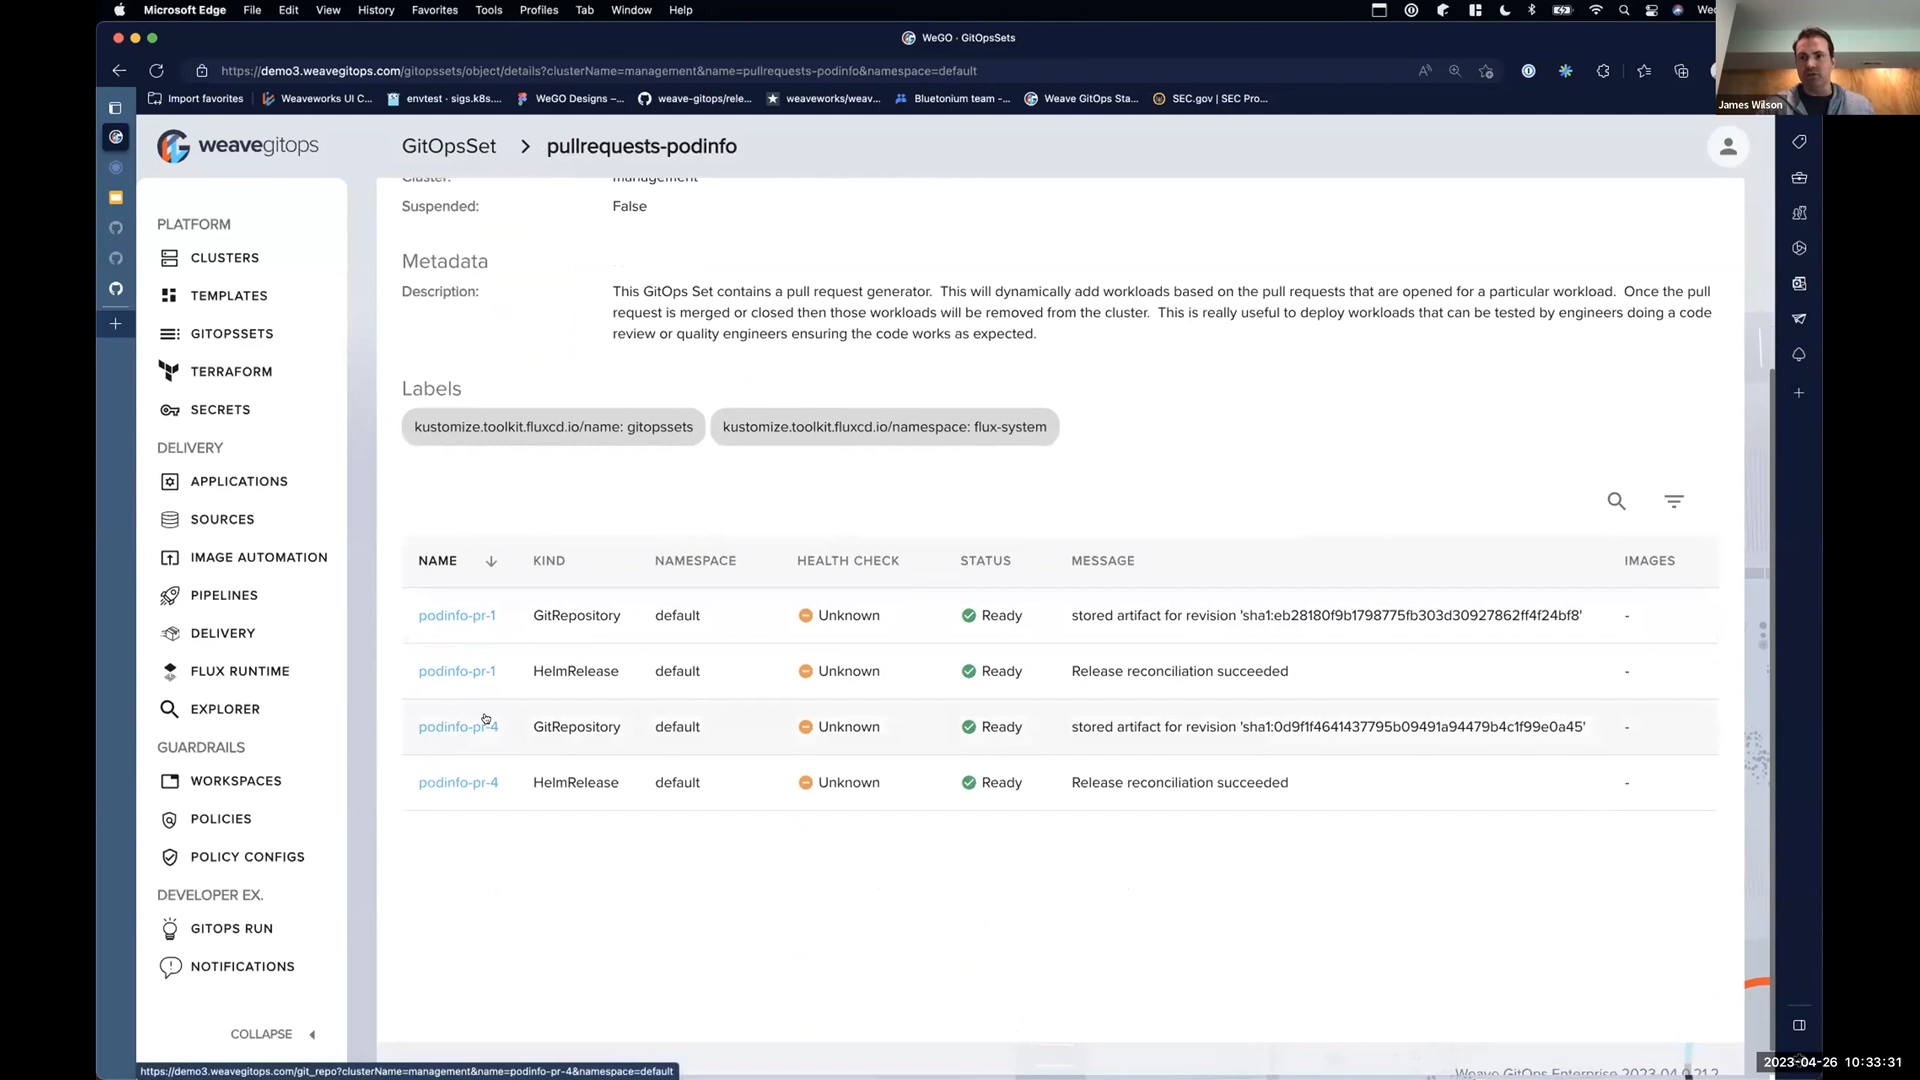 Microsoft Edge File Edit View History Favorites Tools Profiles Tab Window Help
WeGO · GitOpsSets
https://demo3.weavegitops.com/gitopssets/object/details?clusterName=management&name=pullrequests-podinfo&namespace=default
Import favorites Weaveworks UI C... envtest · sigs.k8s.... WeGO Designs –... weave-gitops/rele... weaveworks/weav... Bluetonium team -... Weave GitOps Sta... SEC.gov | SEC Pro...
James Wilson
weavegitops
GitOpsSet > pullrequests-podinfo
Cluster: management
Suspended: False
PLATFORM
CLUSTERS
TEMPLATES
GITOPSSETS
TERRAFORM
SECRETS
DELIVERY
APPLICATIONS
SOURCES
IMAGE AUTOMATION
PIPELINES
DELIVERY
FLUX RUNTIME
EXPLORER
GUARDRAILS
WORKSPACES
POLICIES
POLICY CONFIGS
DEVELOPER EX.
GITOPS RUN
NOTIFICATIONS
COLLAPSE
Metadata
Description: This GitOps Set contains a pull request generator. This will dynamically add workloads based on the pull requests that are opened for a particular workload. Once the pull
request is merged or closed then those workloads will be removed from the cluster. This is really useful to deploy workloads that can be tested by engineers doing a code
review or quality engineers ensuring the code works as expected.
Labels
kustomize.toolkit.fluxcd.io/name: gitopssets kustomize.toolkit.fluxcd.io/namespace: flux-system
NAME KIND NAMESPACE HEALTH CHECK STATUS MESSAGE IMAGES
podinfo-pr-1 GitRepository default Unknown Ready stored artifact for revision 'sha1:eb28180f9b1798775fb303d30927862ff4f24bf8' -
podinfo-pr-1 HelmRelease default Unknown Ready Release reconciliation succeeded -
podinfo-pr-4 GitRepository default Unknown Ready stored artifact for revision 'sha1:0d9f1f4641437795b09491a94479b4c1f99e0a45' -
podinfo-pr-4 HelmRelease default Unknown Ready Release reconciliation succeeded -
https://demo3.weavegitops.com/git_repo?clusterName=management&name=podinfo-pr-4&namespace=default
Weave GitOps Enterprise 2023-04
2023-04-26 10:33:31